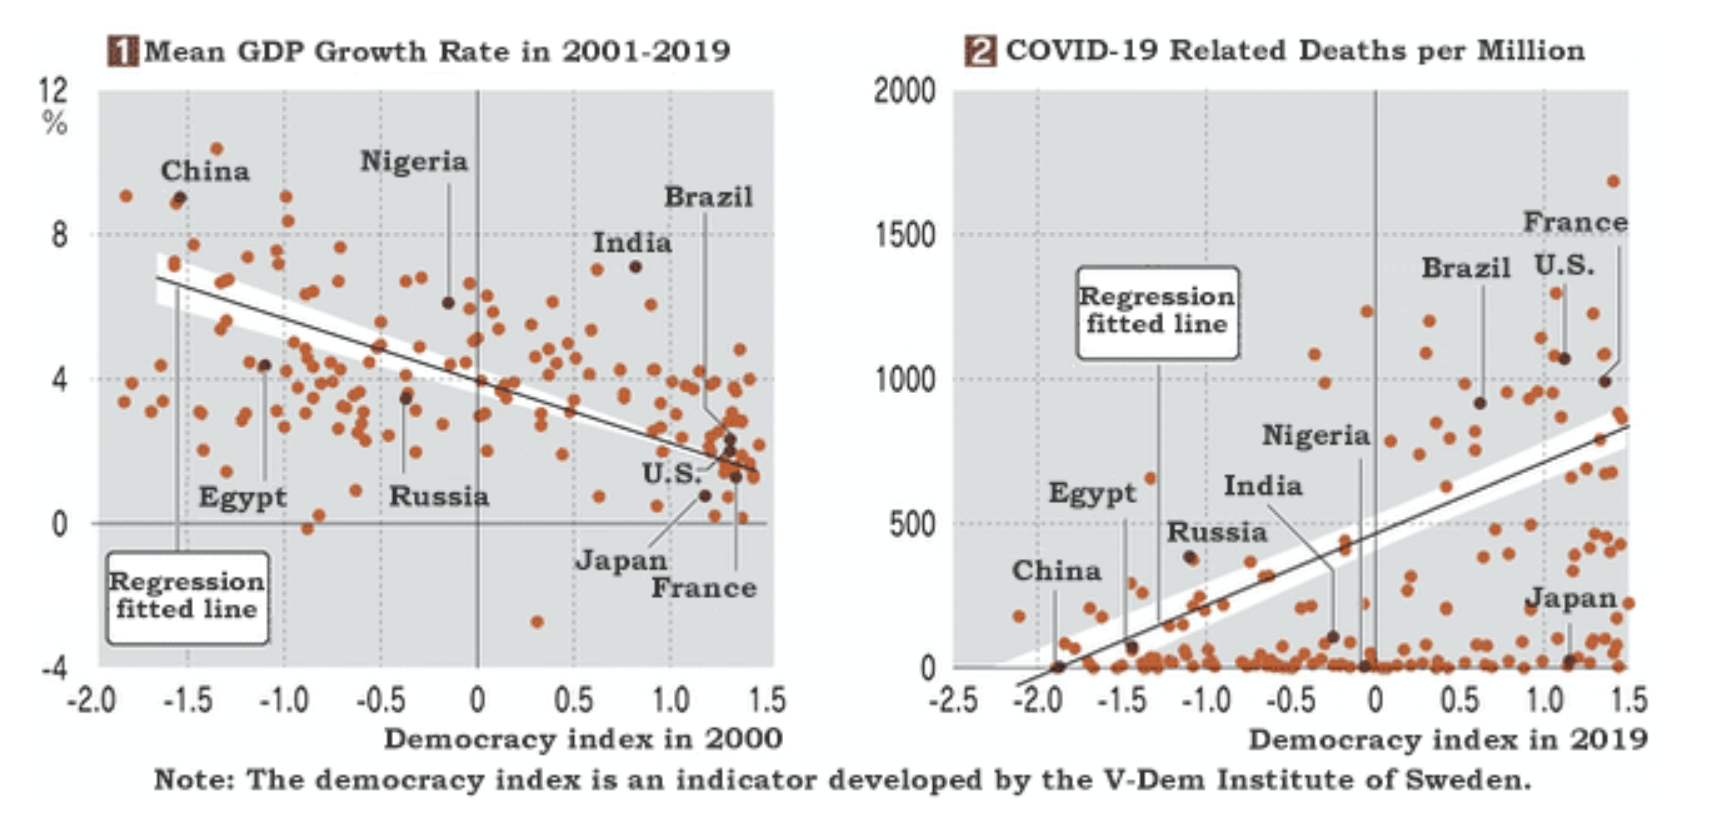 1 Mean GDP Growth Rate in 2001-2019
12
%
8
4
0
-4
China
Nigeria
Brazil
India
Egypt
Russia
U.S.
Japan
France
Regression
fitted line
-2.0 -1.5 -1.0 -0.5 0 0.5 1.0 1.5
Democracy index in 2000
2 COVID-19 Related Deaths per Million
2000
1500
1000
500
0
France
Brazil U.S.
Regression
fitted line
Nigeria
Egypt
India
Russia
China
Japan
-2.5 -2.0 -1.5 -1.0 -0.5 0 0.5 1.0 1.5
Democracy index in 2019
Note: The democracy index is an indicator developed by the V-Dem Institute of Sweden.